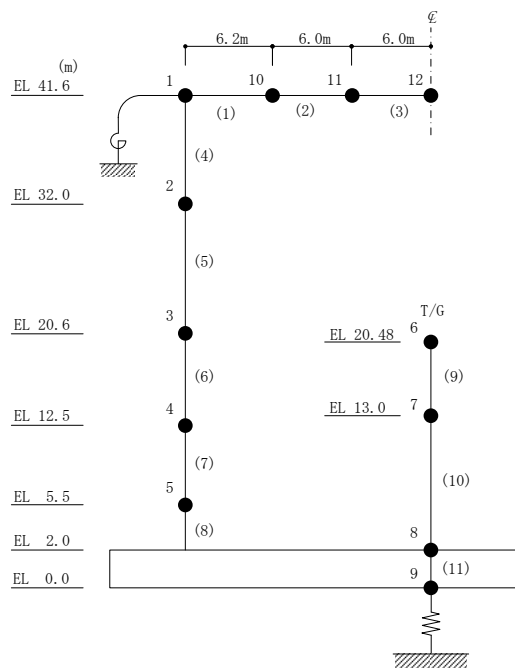 ℄
6.2m 6.0m 6.0m
(m)
1 10 11 12
EL 41.6
(1) (2) (3)
(4)
2
EL 32.0
(5)
3 T/G
EL 20.6 6
EL 20.48
(6) (9)
7
4 EL 13.0
EL 12.5
(7)
(10)
5
EL 5.5
(8) 8
EL 2.0
(11)
9
EL 0.0